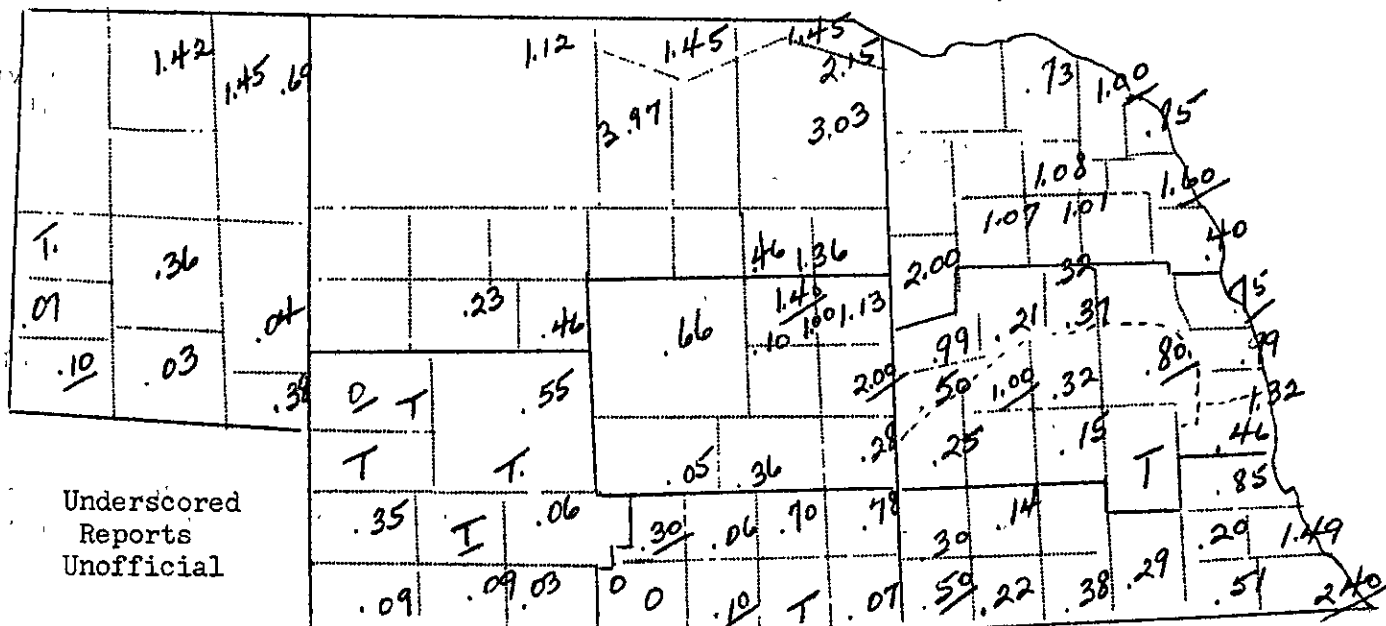 1.12 1.45 1.45
1.42 2.15
1.45 .73 1.00
3.97 3.03 .75
1.08 1.60
1.07 1.01
T. .36 .46 1.36 2.00 .32 .40
.07 .23 .46 1.13 .21 .37 .75
.04 .66 .10 1.00 .99 .80 .99
.10 .03 .38 0 T .55 2.00 .50 1.00 .32 1.32
T T. .05 .36 .28 .25 .15 T .46
Underscored .85
Reports .35 T .06 .30 .06 .70 .78 .30 .14 .20 1.49
Unofficial
.09 .09 .03 0 0 .10 T .07 .50 .22 .38 .29 .51 2.40